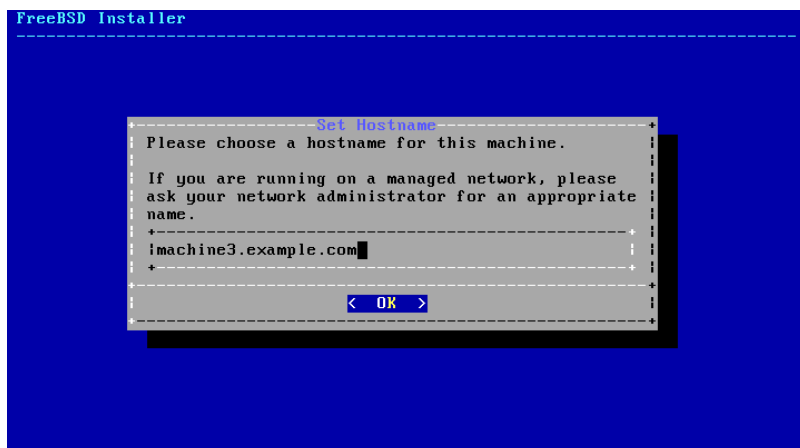 FreeBSD Installer
Set Hostname
Please choose a hostname for this machine.
If you are running on a managed network, please
ask your network administrator for an appropriate
name.
machine3.example.com
< OK >